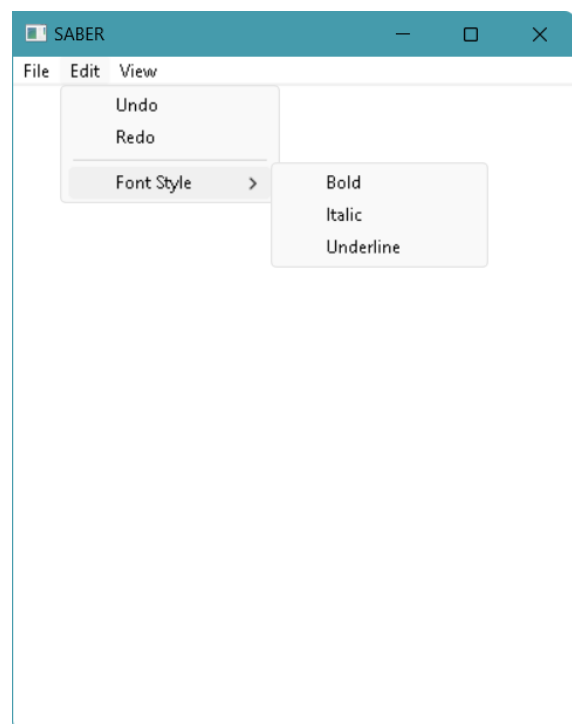 SABER
File Edit View
Undo
Redo
Font Style
Bold
Italic
Underline